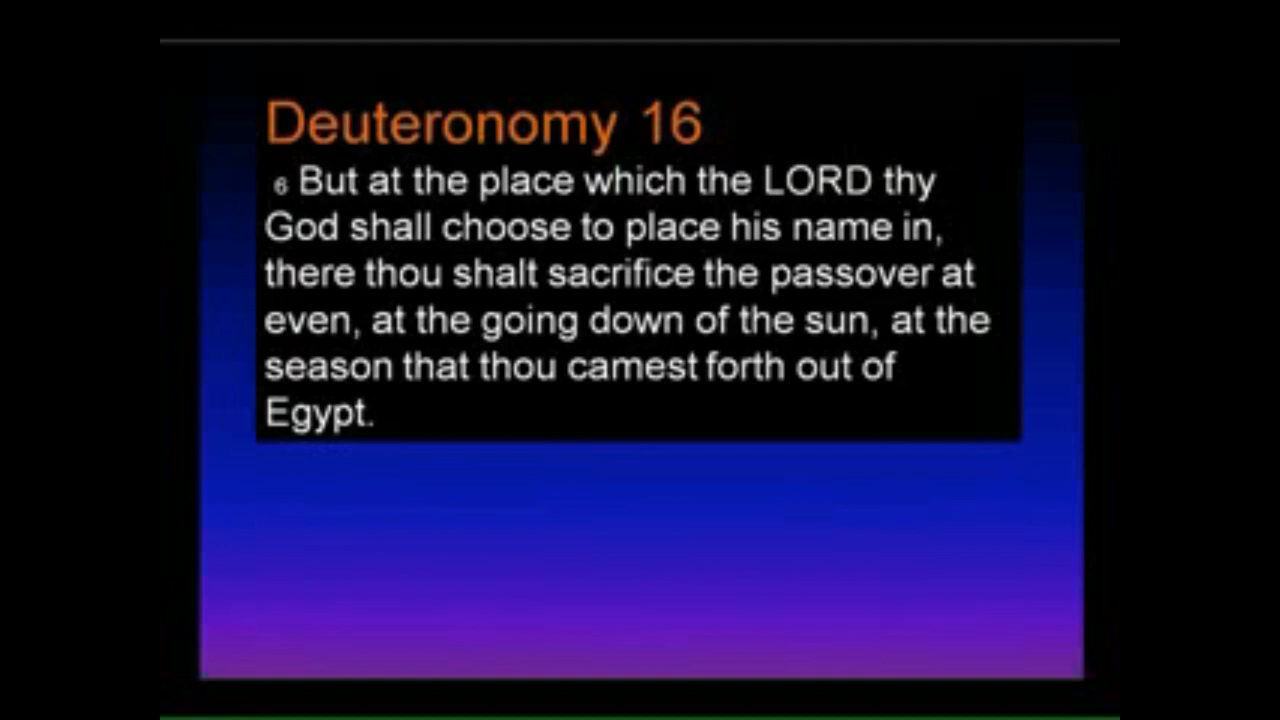 Deuteronomy 16
6 But at the place which the LORD thy
God shall choose to place his name in,
there thou shalt sacrifice the passover at
even, at the going down of the sun, at the
season that thou camest forth out of
Egypt.